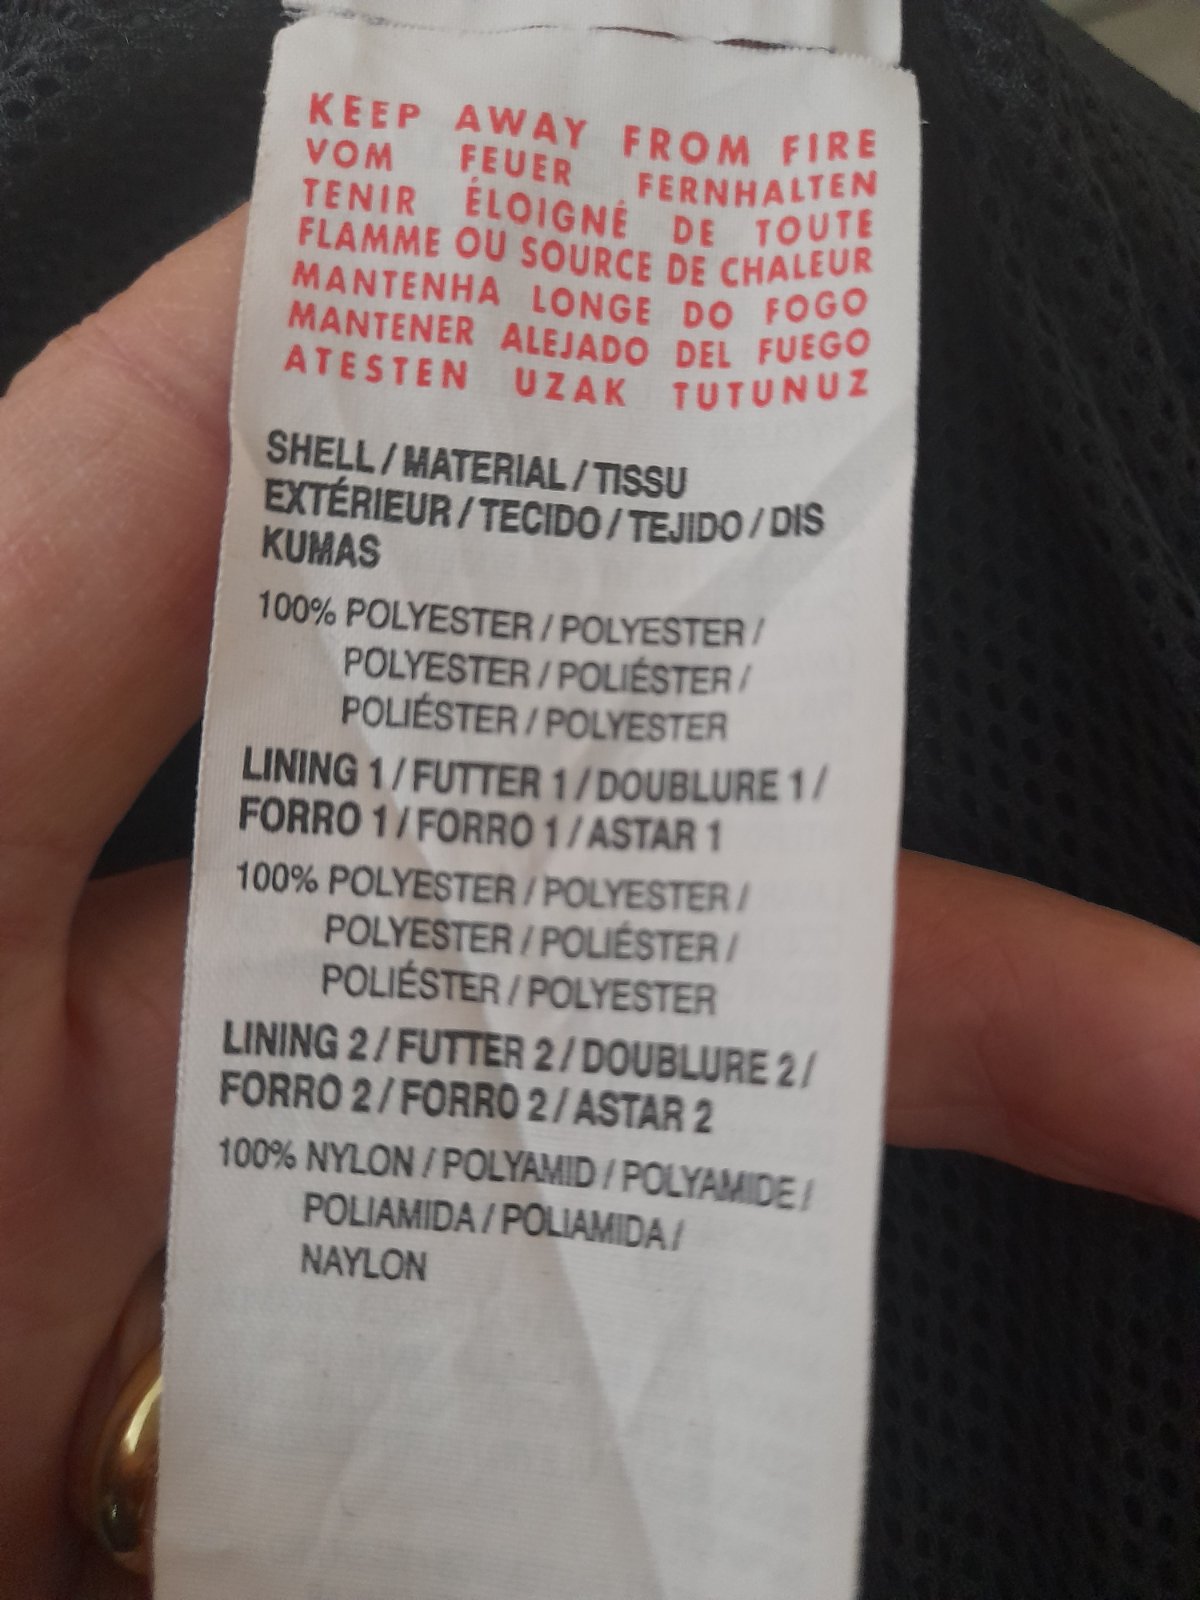 KEEP AWAY FROM FIRE
VOM FEUER FERNHALTEN
TENIR ÉLOIGNÉ DE TOUTE
FLAMME OU SOURCE DE CHALEUR
MANTENHA LONGE DO FOGO
MANTENER ALEJADO DEL FUEGO
ATESTEN UZAK TUTUNUZ
SHELL / MATERIAL / TISSU
EXTÉRIEUR / TECIDO / TEJIDO / DIS
KUMAS
100% POLYESTER / POLYESTER /
POLYESTER / POLIÉSTER /
POLIÉSTER / POLYESTER
LINING 1 / FUTTER 1 / DOUBLURE 1 /
FORRO 1 / FORRO 1 / ASTAR 1
100% POLYESTER / POLYESTER /
POLYESTER / POLIÉSTER /
POLIÉSTER / POLYESTER
LINING 2 / FUTTER 2 / DOUBLURE 2 /
FORRO 2 / FORRO 2 / ASTAR 2
100% NYLON / POLYAMID / POLYAMIDE /
POLIAMIDA / POLIAMIDA /
NAYLON